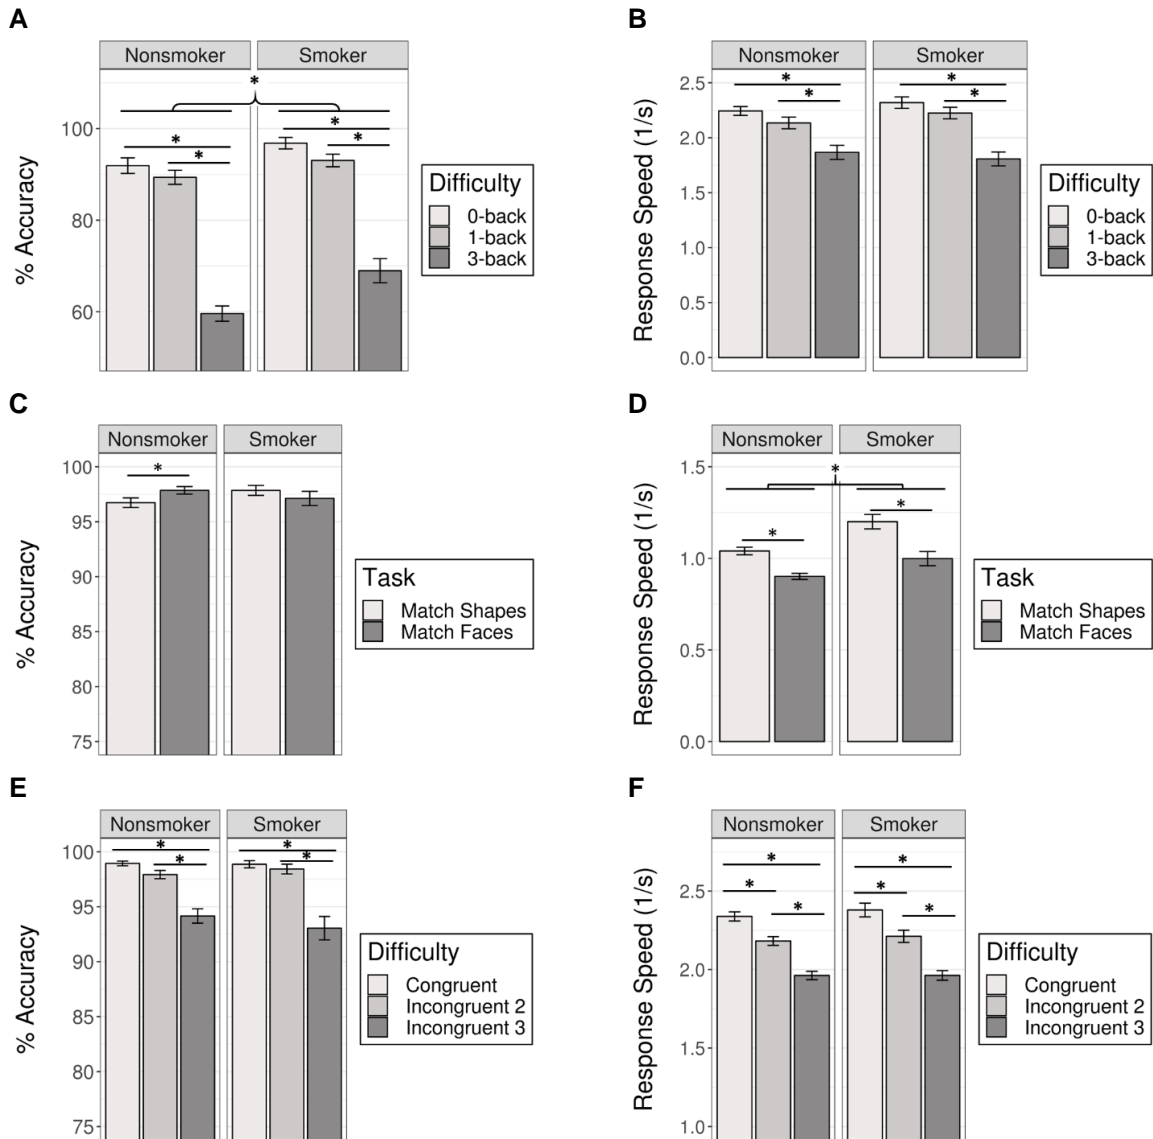 A
Nonsmoker Smoker
*
* *
* *
100
80
60
% Accuracy
Difficulty
0-back
1-back
3-back
B
Nonsmoker Smoker
* *
* *
2.5
2.0
1.5
1.0
0.5
0.0
Response Speed (1/s)
Difficulty
0-back
1-back
3-back
C
Nonsmoker Smoker
*
100
95
90
85
80
75
% Accuracy
Task
Match Shapes
Match Faces
D
Nonsmoker Smoker
*
* *
1.5
1.0
0.5
0.0
Response Speed (1/s)
Task
Match Shapes
Match Faces
E
Nonsmoker Smoker
* *
* *
100
95
90
85
80
75
% Accuracy
Difficulty
Congruent
Incongruent 2
Incongruent 3
F
Nonsmoker Smoker
* *
* *
* *
2.5
2.0
1.5
1.0
Response Speed (1/s)
Difficulty
Congruent
Incongruent 2
Incongruent 3